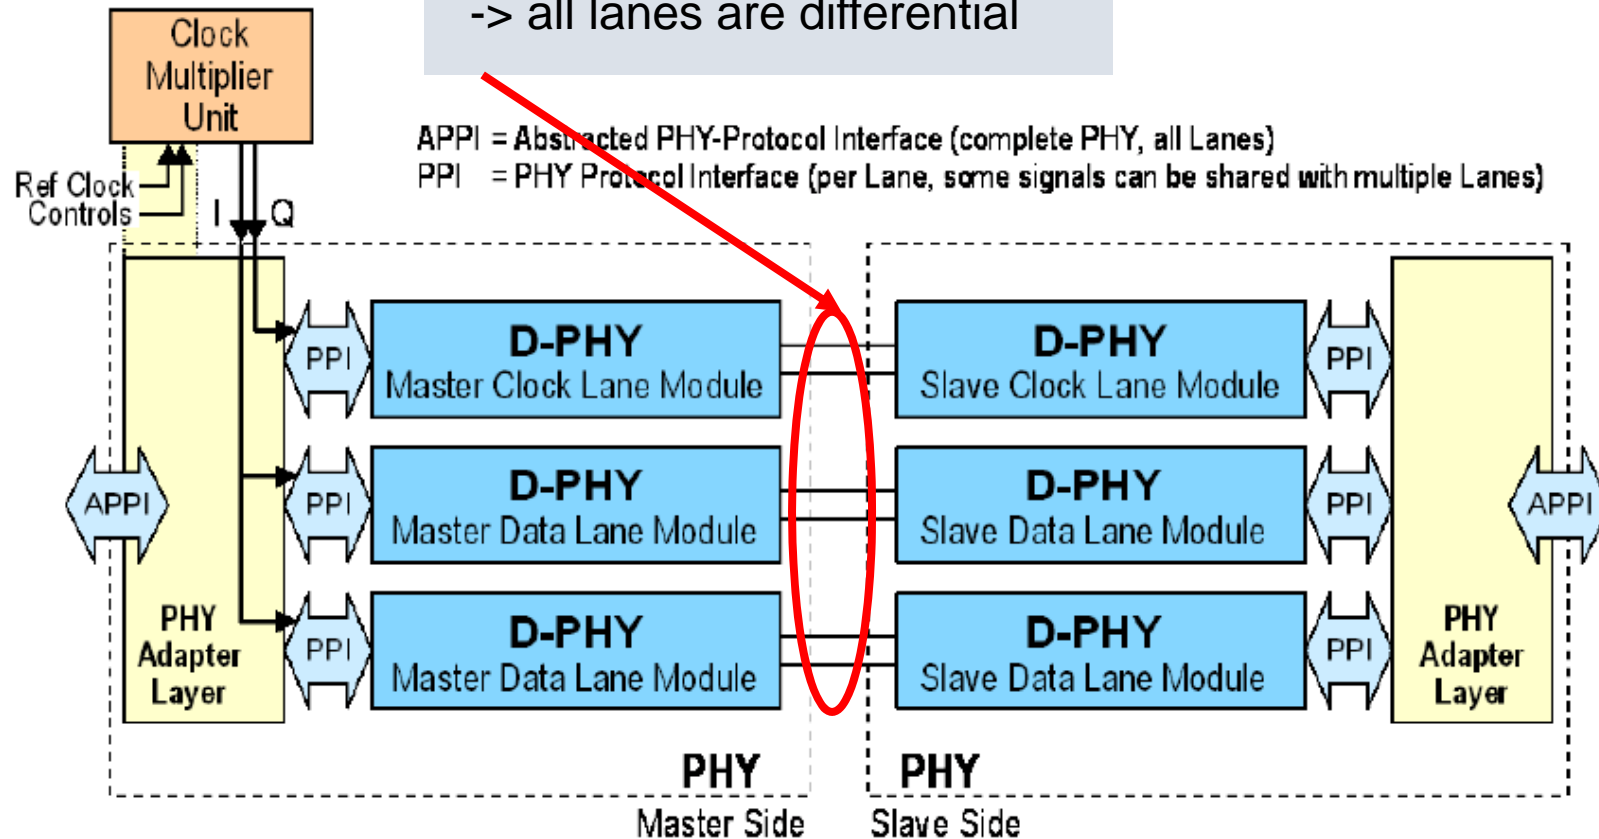 -> all lanes are differential
Clock
Multiplier
Unit
APPI = Abstracted PHY-Protocol Interface (complete PHY, all Lanes)
PPI = PHY Protocol Interface (per Lane, some signals can be shared with multiple Lanes)
Ref Clock
Controls
I
Q
D-PHY
Master Clock Lane Module
D-PHY
Slave Clock Lane Module
PPI
PPI
APPI
PPI
D-PHY
Master Data Lane Module
D-PHY
Slave Data Lane Module
PPI
APPI
PHY
Adapter
Layer
PPI
D-PHY
Master Data Lane Module
D-PHY
Slave Data Lane Module
PPI
PHY
Adapter
Layer
PHY
PHY
Master Side
Slave Side